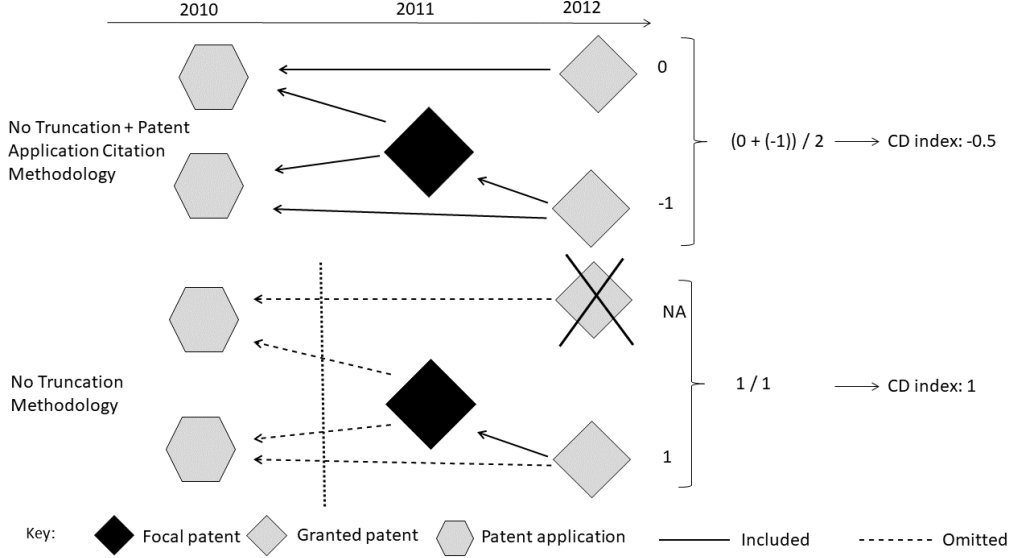 2010 2011 2012
0
No Truncation + Patent
Application Citation
Methodology
(0 + (-1)) / 2 CD index: -0.5
-1
NA
No Truncation
Methodology
1 / 1 CD index: 1
1
Key: Focal patent Granted patent Patent application Included Omitted